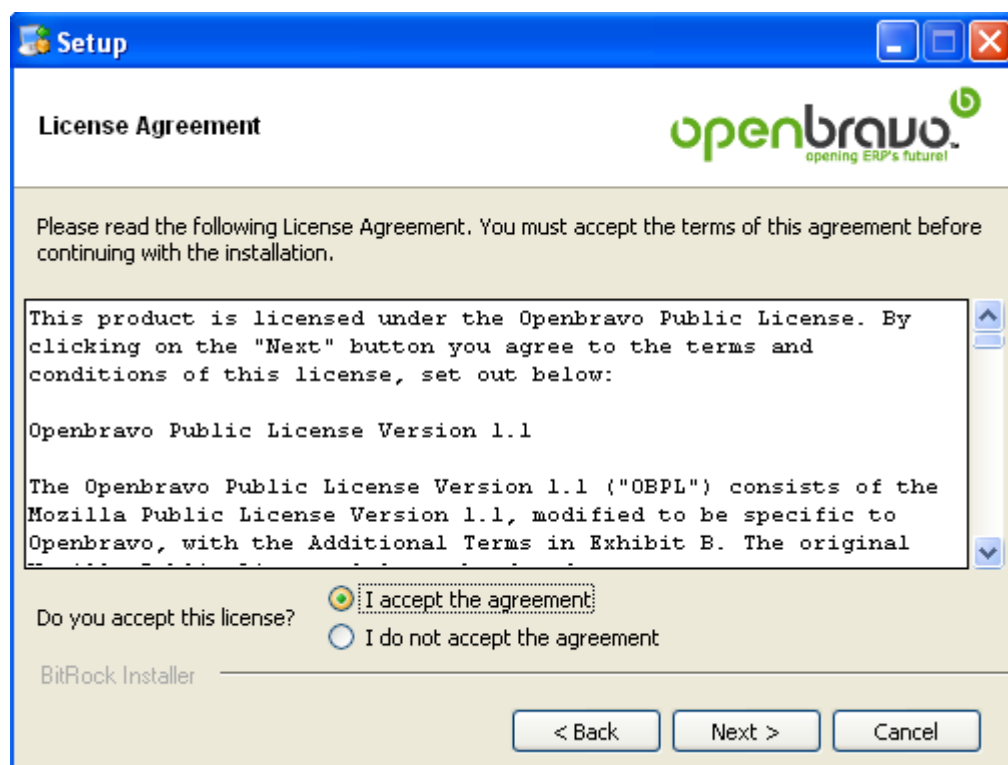 Setup
License Agreement
openbravo™
opening ERP's future!
Please read the following License Agreement. You must accept the terms of this agreement before
continuing with the installation.
This product is licensed under the Openbravo Public License. By
clicking on the "Next" button you agree to the terms and
conditions of this license, set out below:
Openbravo Public License Version 1.1
The Openbravo Public License Version 1.1 ("OBPL") consists of the
Mozilla Public License Version 1.1, modified to be specific to
Openbravo, with the Additional Terms in Exhibit B. The original
Do you accept this license?
I accept the agreement
I do not accept the agreement
BitRock Installer
< Back
Next >
Cancel